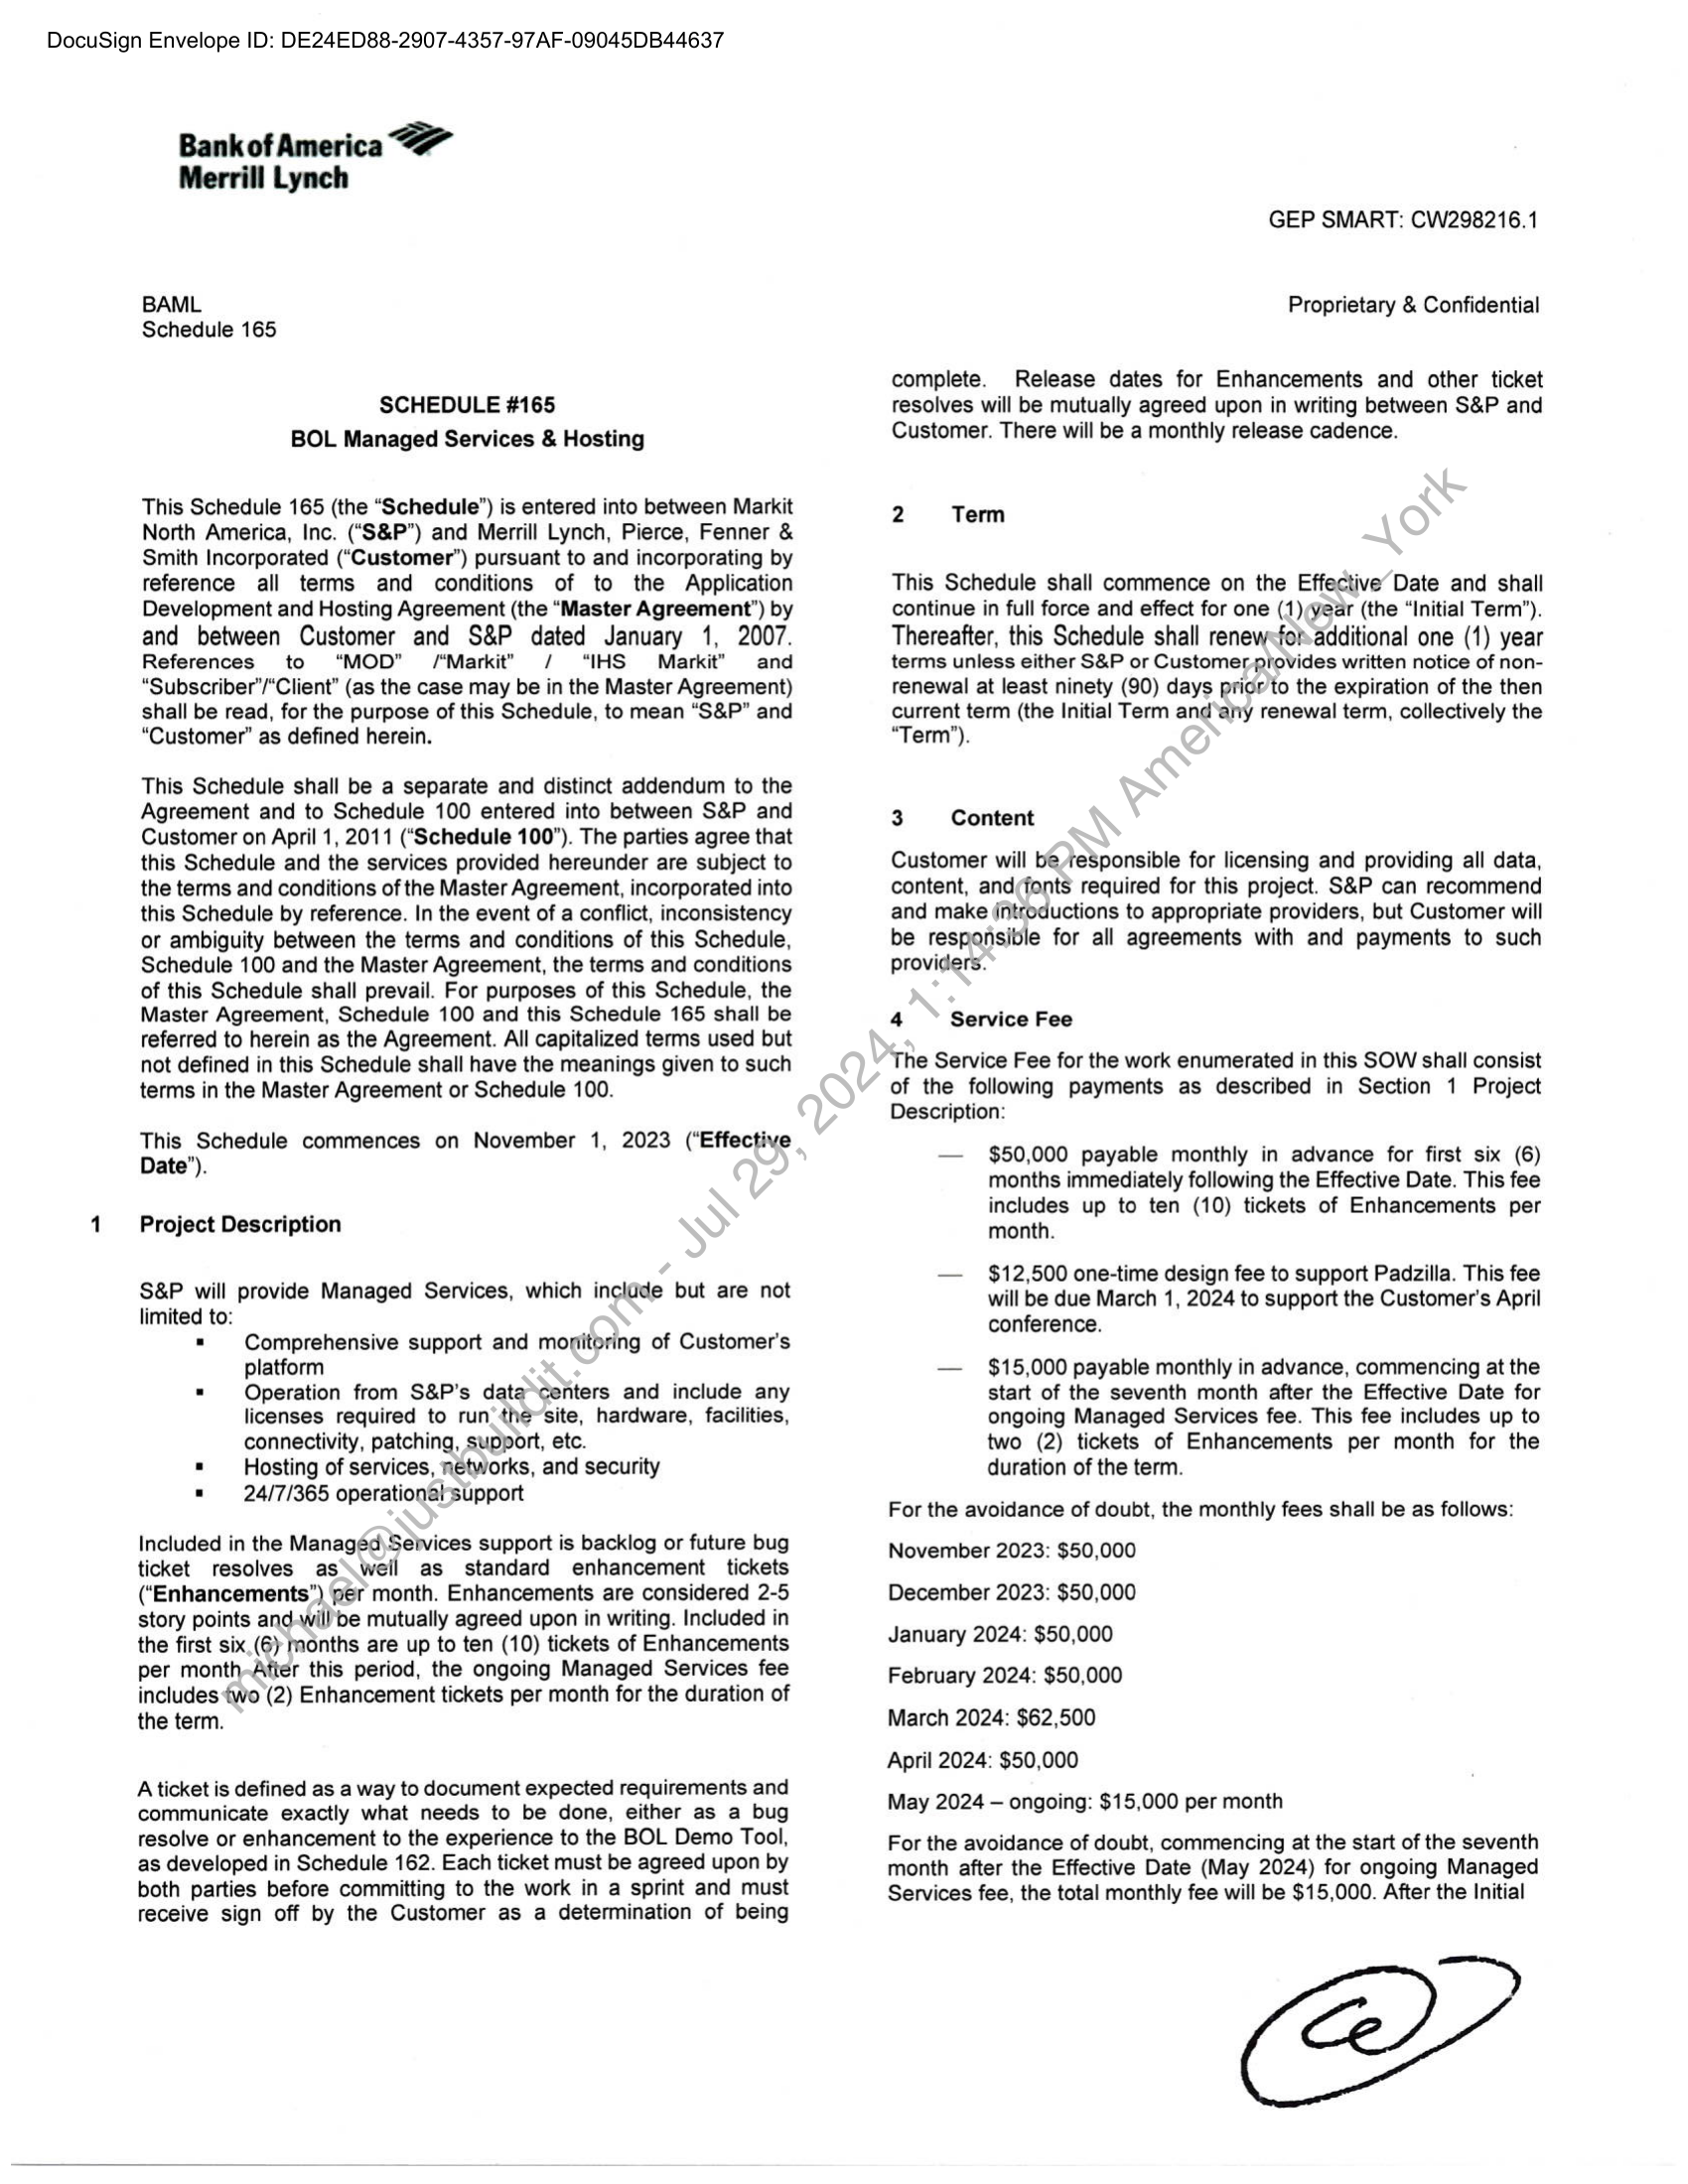 DocuSign Envelope ID: DE24ED88-2907-4357-97AF-09045DB44637
Bank of America
Merrill Lynch
GEP SMART: CW298216.1
BAML
Schedule 165
Proprietary & Confidential
SCHEDULE #165
BOL Managed Services & Hosting
This Schedule 165 (the “Schedule”) is entered into between Markit
North America, Inc. (“S&P”) and Merrill Lynch, Pierce, Fenner &
Smith Incorporated (“Customer”) pursuant to and incorporating by
reference all terms and conditions of to the Application
Development and Hosting Agreement (the “Master Agreement”) by
and between Customer and S&P dated January 1, 2007.
References to “MOD” /“Markit” / “IHS Markit” and
“Subscriber”/“Client” (as the case may be in the Master Agreement)
shall be read, for the purpose of this Schedule, to mean “S&P” and
“Customer” as defined herein.
This Schedule shall be a separate and distinct addendum to the
Agreement and to Schedule 100 entered into between S&P and
Customer on April 1, 2011 (“Schedule 100”). The parties agree that
this Schedule and the services provided hereunder are subject to
the terms and conditions of the Master Agreement, incorporated into
this Schedule by reference. In the event of a conflict, inconsistency
or ambiguity between the terms and conditions of this Schedule,
Schedule 100 and the Master Agreement, the terms and conditions
of this Schedule shall prevail. For purposes of this Schedule, the
Master Agreement, Schedule 100 and this Schedule 165 shall be
referred to herein as the Agreement. All capitalized terms used but
not defined in this Schedule shall have the meanings given to such
terms in the Master Agreement or Schedule 100.
This Schedule commences on November 1, 2023 (“Effective
Date”).
1 Project Description
S&P will provide Managed Services, which include but are not
limited to:
▪ Comprehensive support and monitoring of Customer’s
platform
▪ Operation from S&P’s data centers and include any
licenses required to run the site, hardware, facilities,
connectivity, patching, support, etc.
▪ Hosting of services, networks, and security
▪ 24/7/365 operational support
Included in the Managed Services support is backlog or future bug
ticket resolves as well as standard enhancement tickets
(“Enhancements”) per month. Enhancements are considered 2-5
story points and will be mutually agreed upon in writing. Included in
the first six (6) months are up to ten (10) tickets of Enhancements
per month. After this period, the ongoing Managed Services fee
includes two (2) Enhancement tickets per month for the duration of
the term.
A ticket is defined as a way to document expected requirements and
communicate exactly what needs to be done, either as a bug
resolve or enhancement to the experience to the BOL Demo Tool,
as developed in Schedule 162. Each ticket must be agreed upon by
both parties before committing to the work in a sprint and must
receive sign off by the Customer as a determination of being
complete. Release dates for Enhancements and other ticket
resolves will be mutually agreed upon in writing between S&P and
Customer. There will be a monthly release cadence.
2 Term
This Schedule shall commence on the Effective Date and shall
continue in full force and effect for one (1) year (the “Initial Term”).
Thereafter, this Schedule shall renew for additional one (1) year
terms unless either S&P or Customer provides written notice of non-
renewal at least ninety (90) days prior to the expiration of the then
current term (the Initial Term and any renewal term, collectively the
“Term”).
3 Content
Customer will be responsible for licensing and providing all data,
content, and fonts required for this project. S&P can recommend
and make introductions to appropriate providers, but Customer will
be responsible for all agreements with and payments to such
providers.
4 Service Fee
The Service Fee for the work enumerated in this SOW shall consist
of the following payments as described in Section 1 Project
Description:
— $50,000 payable monthly in advance for first six (6)
months immediately following the Effective Date. This fee
includes up to ten (10) tickets of Enhancements per
month.
— $12,500 one-time design fee to support Padzilla. This fee
will be due March 1, 2024 to support the Customer’s April
conference.
— $15,000 payable monthly in advance, commencing at the
start of the seventh month after the Effective Date for
ongoing Managed Services fee. This fee includes up to
two (2) tickets of Enhancements per month for the
duration of the term.
For the avoidance of doubt, the monthly fees shall be as follows:
November 2023: $50,000
December 2023: $50,000
January 2024: $50,000
February 2024: $50,000
March 2024: $62,500
April 2024: $50,000
May 2024 – ongoing: $15,000 per month
For the avoidance of doubt, commencing at the start of the seventh
month after the Effective Date (May 2024) for ongoing Managed
Services fee, the total monthly fee will be $15,000. After the Initial
michael@justbuildit.com - Jul 29, 2024, 1:14:36 PM America/New_York